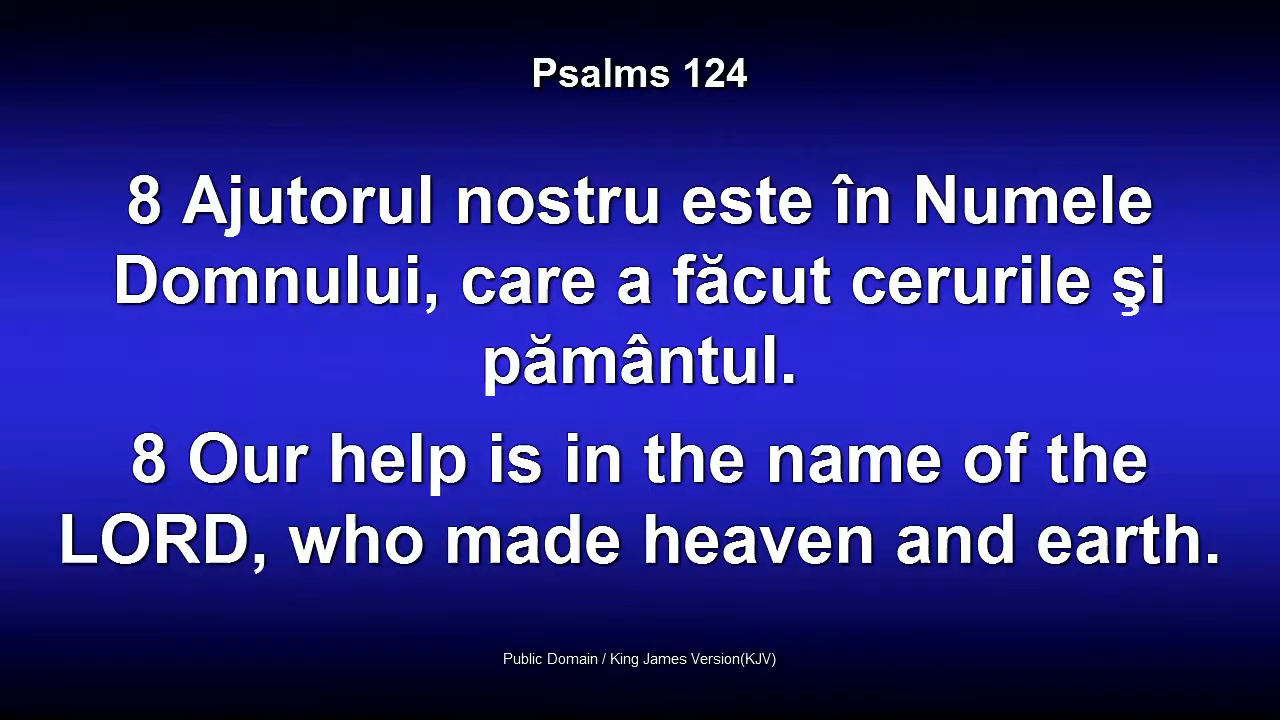 Psalms 124
8 Ajutorul nostru este în Numele
Domnului, care a făcut cerurile şi
pământul.
8 Our help is in the name of the
LORD, who made heaven and earth.
Public Domain / King James Version(KJV)